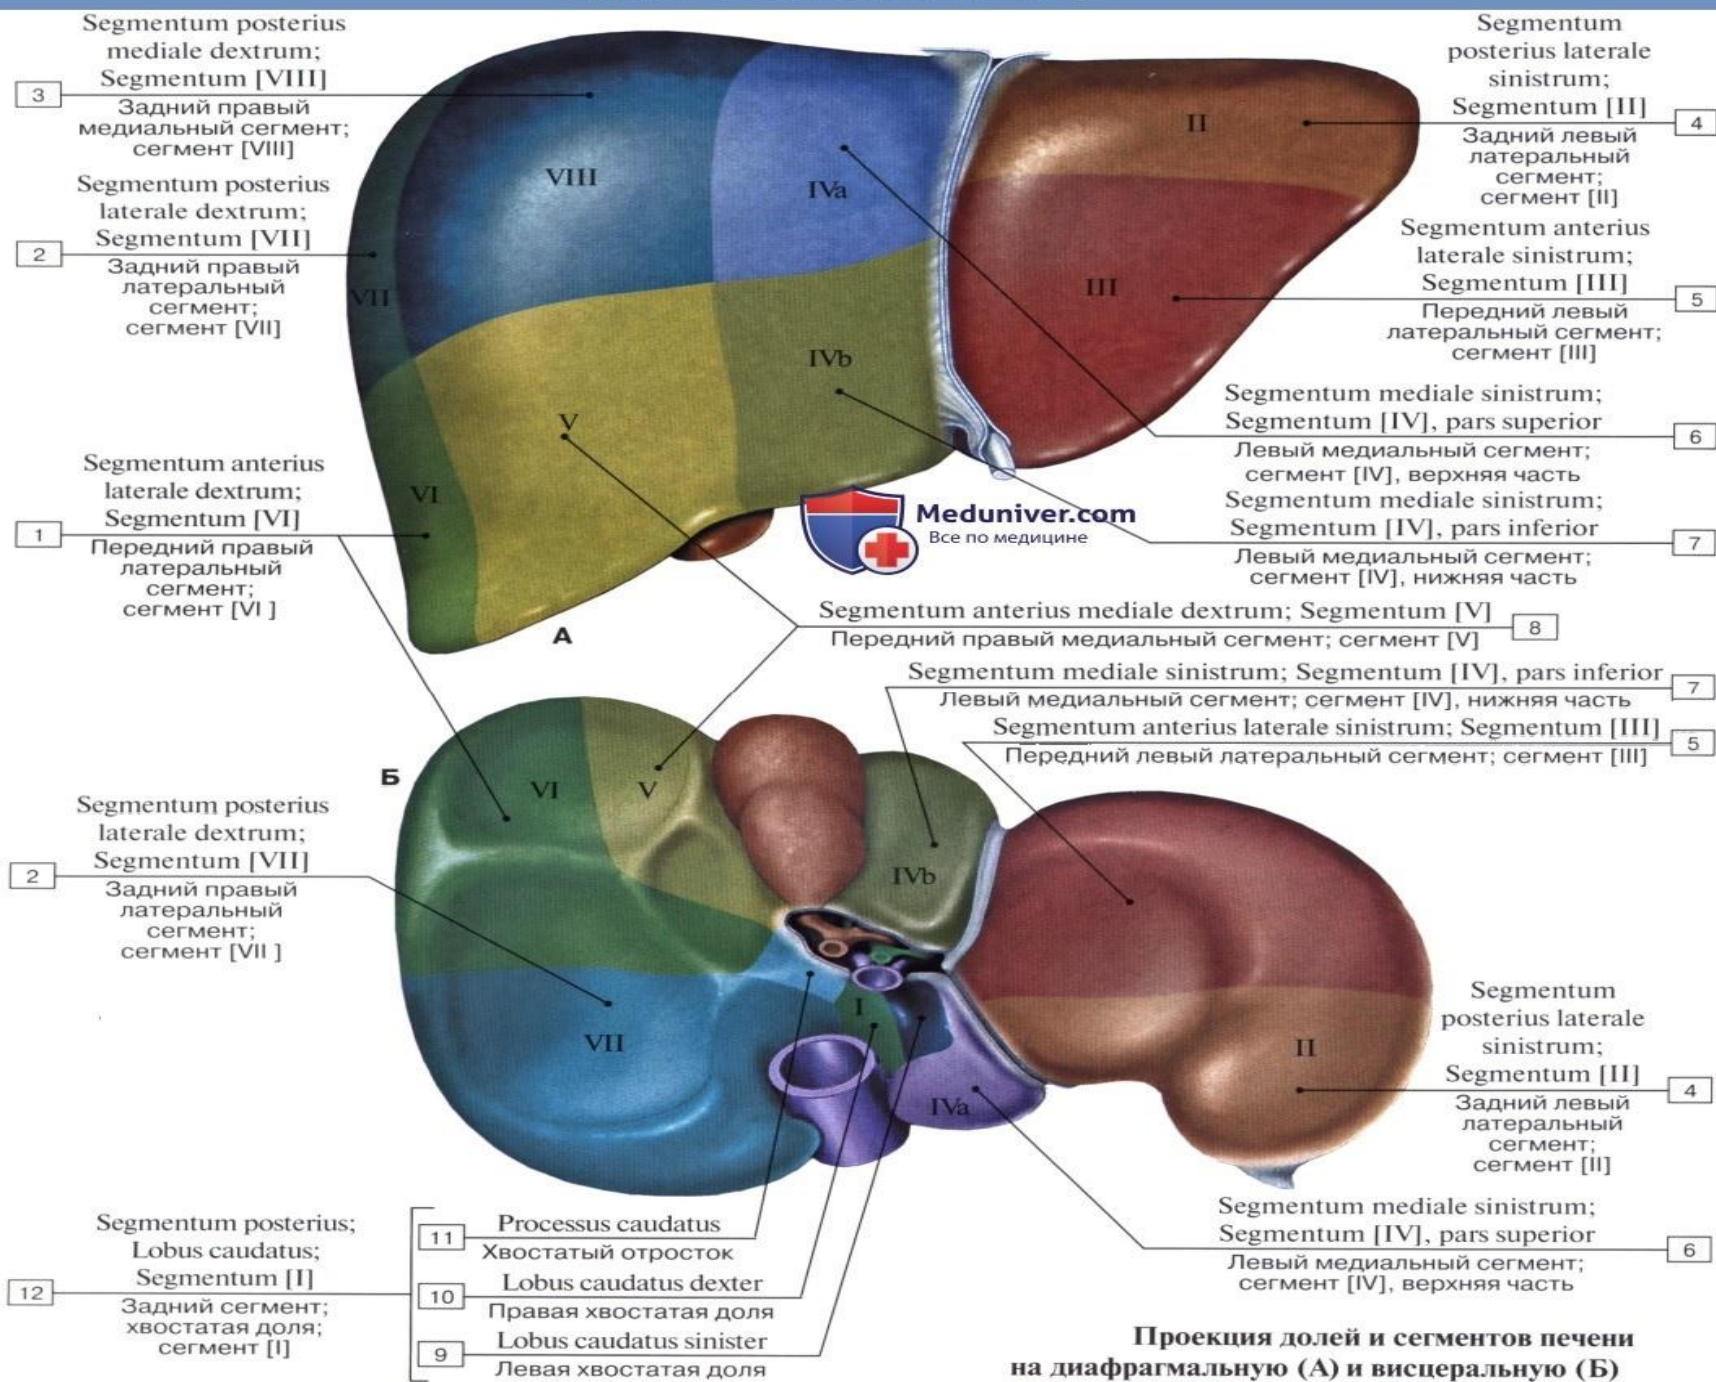 Segmentum posterius
mediale dextrum;
Segmentum [VIII]
3
Задний правый
медиальный сегмент;
сегмент [VIII]
Segmentum posterius
laterale dextrum;
Segmentum [VII]
2
Задний правый
латеральный
сегмент;
сегмент [VII]
Segmentum anterius
laterale dextrum;
Segmentum [VI]
1
Передний правый
латеральный
сегмент;
сегмент [VI ]
VIII
IVa
II
VII
III
IVb
V
VI
А
Segmentum
posterius laterale
sinistrum;
Segmentum [II]
4
Задний левый
латеральный
сегмент;
сегмент [II]
Segmentum anterius
laterale sinistrum;
Segmentum [III]
5
Передний левый
латеральный сегмент;
сегмент [III]
Segmentum mediale sinistrum;
Segmentum [IV], pars superior
6
Левый медиальный сегмент;
сегмент [IV], верхняя часть
Segmentum mediale sinistrum;
Segmentum [IV], pars inferior
7
Левый медиальный сегмент;
сегмент [IV], нижняя часть
Meduniver.com
Все по медицине
Segmentum anterius mediale dextrum; Segmentum [V]
8
Передний правый медиальный сегмент; сегмент [V]
Segmentum mediale sinistrum; Segmentum [IV], pars inferior
7
Левый медиальный сегмент; сегмент [IV], нижняя часть
Segmentum anterius laterale sinistrum; Segmentum [III]
5
Передний левый латеральный сегмент; сегмент [III]
Б
VI
V
IVb
I
VII
II
IVa
Segmentum posterius
laterale dextrum;
Segmentum [VII]
2
Задний правый
латеральный
сегмент;
сегмент [VII ]
Segmentum
posterius laterale
sinistrum;
Segmentum [II]
4
Задний левый
латеральный
сегмент;
сегмент [II]
Segmentum mediale sinistrum;
Segmentum [IV], pars superior
6
Левый медиальный сегмент;
сегмент [IV], верхняя часть
Segmentum posterius;
Lobus caudatus;
Segmentum [I]
12
Задний сегмент;
хвостатая доля;
сегмент [I]
11
Processus caudatus
Хвостатый отросток
10
Lobus caudatus dexter
Правая хвостатая доля
9
Lobus caudatus sinister
Левая хвостатая доля
Проекция долей и сегментов печени
на диафрагмальную (А) и висцеральную (Б)